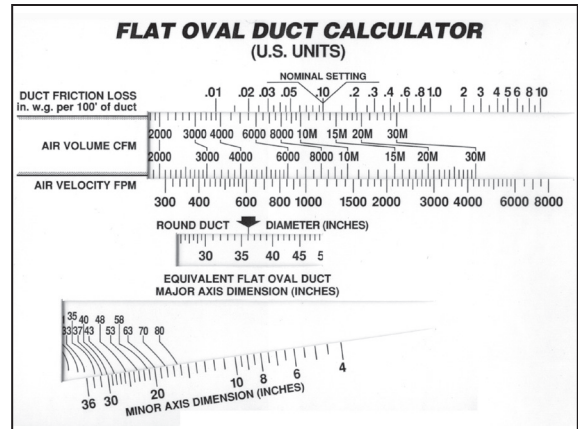 FLAT OVAL DUCT CALCULATOR
(U.S. UNITS)
NOMINAL SETTING
DUCT FRICTION LOSS
in. w.g. per 100' of duct
.01 .02 .03 .05 .10 .2 .3 .4 .6 .8 1.0 2 3 4 5 6 8 10
2000 3000 4000 6000 8000 10M 15M 20M 30M
AIR VOLUME CFM
2000 3000 4000 6000 8000 10M 15M 20M 30M
AIR VELOCITY FPM
300 400 600 800 1000 1500 2000 3000 4000 6000 8000
ROUND DUCT DIAMETER (INCHES)
30 35 40 45 5
EQUIVALENT FLAT OVAL DUCT
MAJOR AXIS DIMENSION (INCHES)
35 40 48 58
33 37 43 53 63 70 80
36 30 20 10 8 6 4
MINOR AXIS DIMENSION (INCHES)